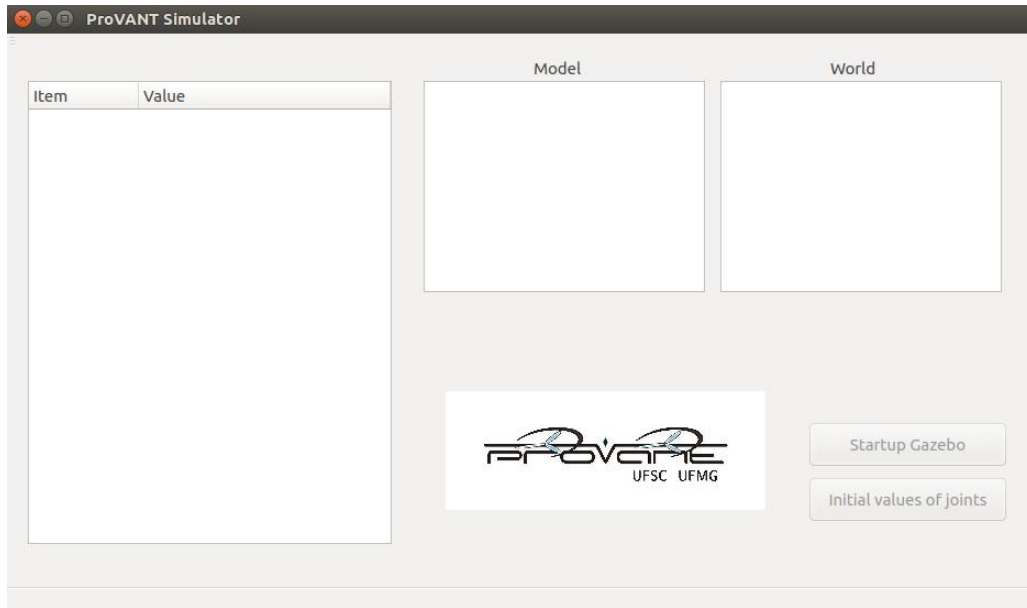 ProVANT Simulator
Model
World
Item Value
PROVANT
UFSC UFMG
Startup Gazebo
Initial values of joints